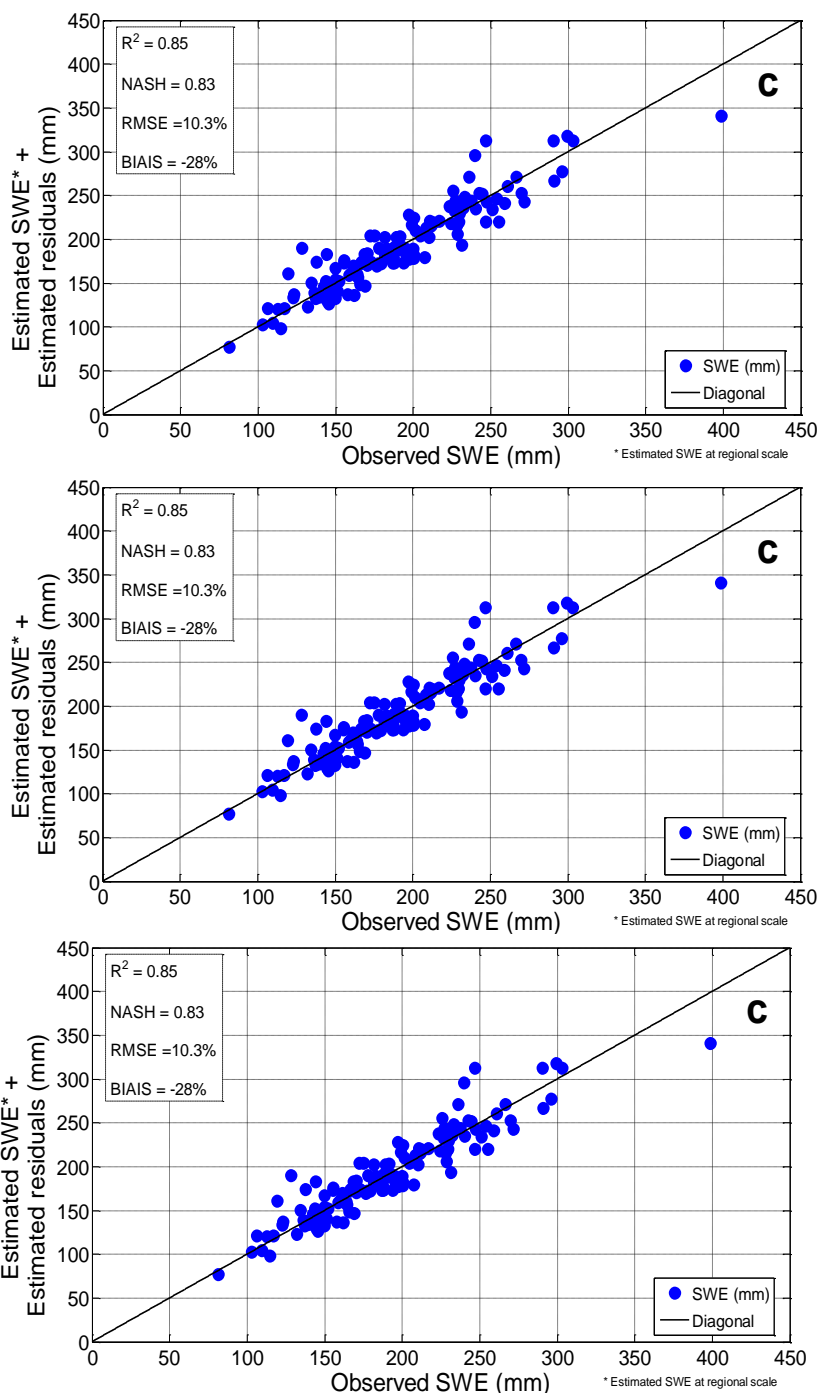 450
400
350
300
250
200
150
100
50
0
Estimated SWE* +
Estimated residuals (mm)
R² = 0.85
NASH = 0.83
RMSE =10.3%
BIAIS = -28%
C
SWE (mm)
Diagonal
0 50 100 150 200 250 300 350 400 450
Observed SWE (mm)
* Estimated SWE at regional scale
450
400
350
300
250
200
150
100
50
0
Estimated SWE* +
Estimated residuals (mm)
R² = 0.85
NASH = 0.83
RMSE =10.3%
BIAIS = -28%
C
SWE (mm)
Diagonal
0 50 100 150 200 250 300 350 400 450
Observed SWE (mm)
* Estimated SWE at regional scale
450
400
350
300
250
200
150
100
50
0
Estimated SWE* +
Estimated residuals (mm)
R² = 0.85
NASH = 0.83
RMSE =10.3%
BIAIS = -28%
C
SWE (mm)
Diagonal
0 50 100 150 200 250 300 350 400 450
Observed SWE (mm)
* Estimated SWE at regional scale